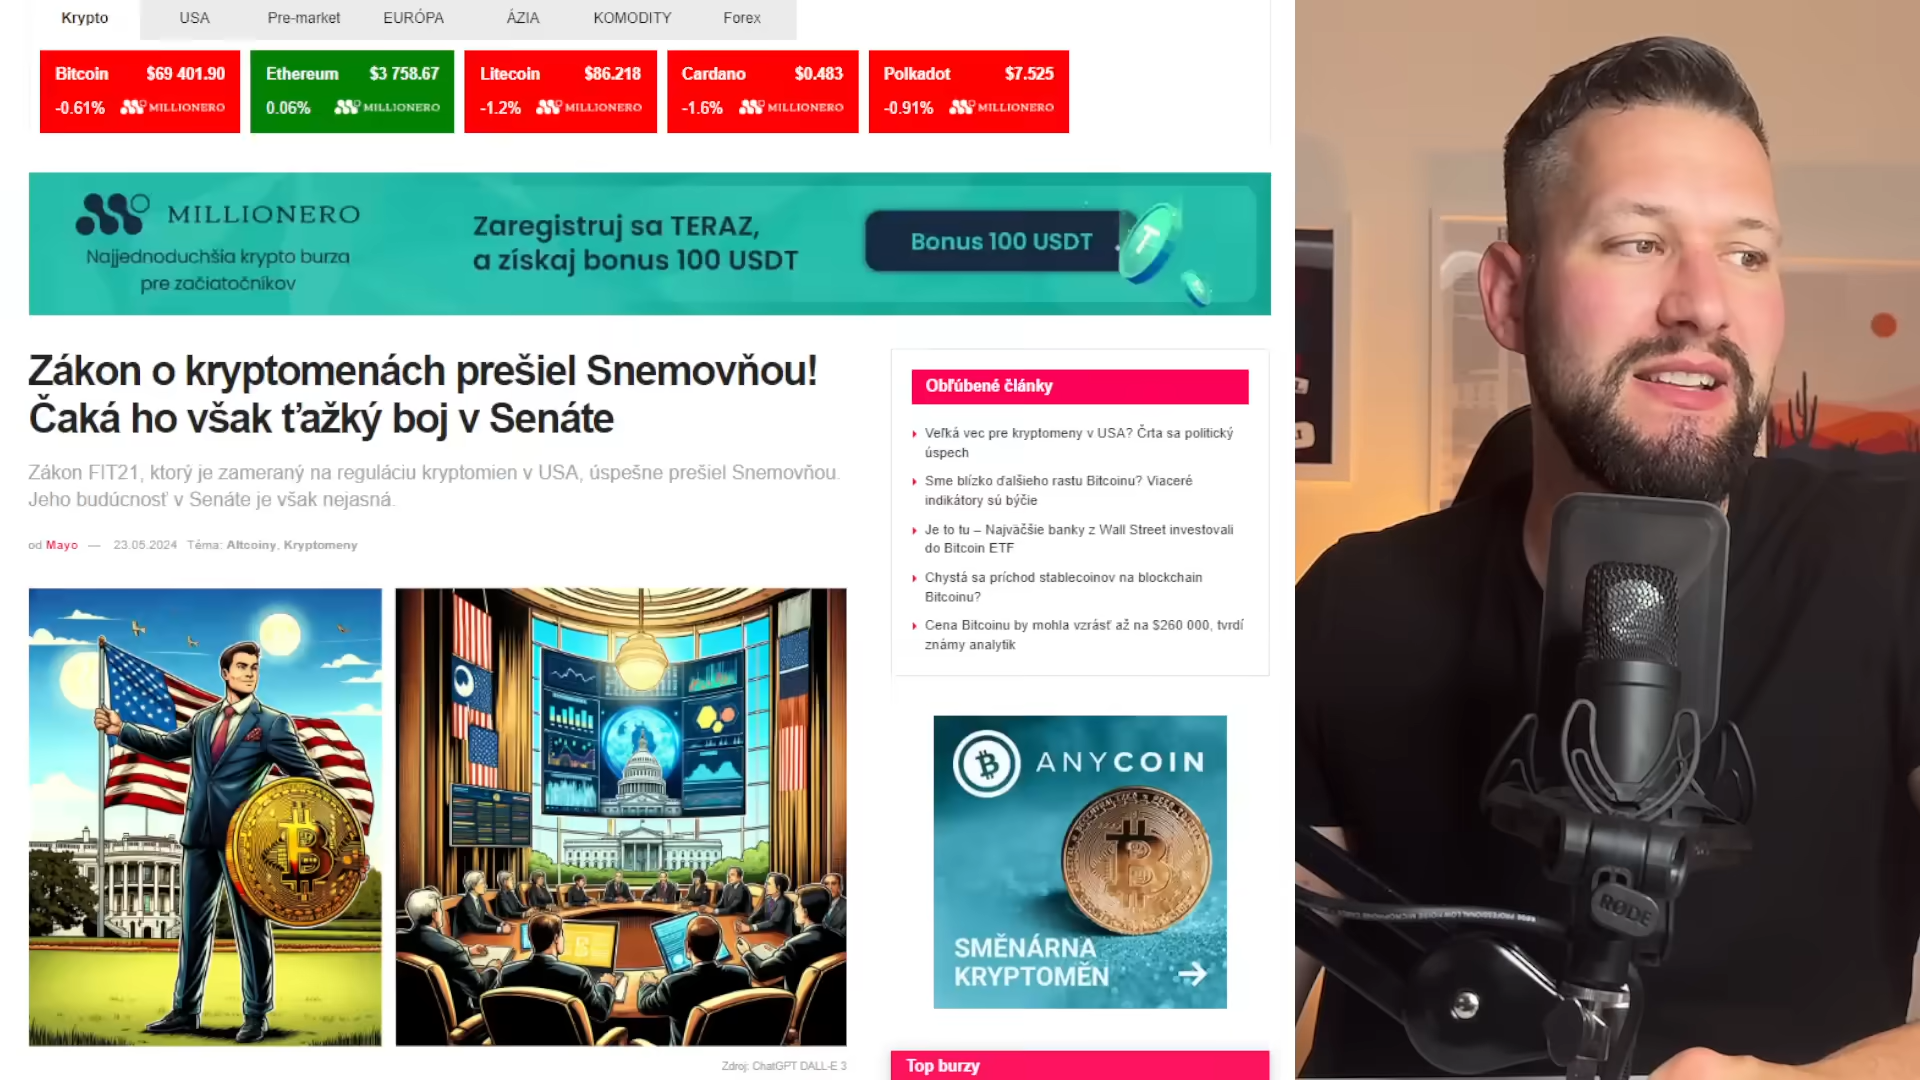 Krypto USA Pre-market EURÓPA ÁZIA KOMODITY Forex
Bitcoin $69 401.90
-0.61% MILLIONERO
Ethereum $3 758.67
0.06% MILLIONERO
Litecoin $86.218
-1.2% MILLIONERO
Cardano $0.483
-1.6% MILLIONERO
Polkadot $7.525
-0.91% MILLIONERO
MILLIONERO
Najjednoduchšia krypto burza
pre začiatočníkov
Zaregistruj sa TERAZ,
a získaj bonus 100 USDT
Bonus 100 USDT
Zákon o kryptomenách prešiel Snemovňou!
Čaká ho však ťažký boj v Senáte
Zákon FIT21, ktorý je zameraný na reguláciu kryptomien v USA, úspešne prešiel Snemovňou.
Jeho budúcnosť v Senáte je však nejasná.
od Mayo — 23.05.2024 Téma: Altcoiny, Kryptomeny
Zdroj: ChatGPT DALL-E 3
Obľúbené články
Veľká vec pre kryptomeny v USA? Črta sa politický
úspech
Sme blízko ďalšieho rastu Bitcoinu? Viaceré
indikátory sú býčie
Je to tu – Najväčšie banky z Wall Street investovali
do Bitcoin ETF
Chystá sa príchod stablecoinov na blockchain
Bitcoinu?
Cena Bitcoinu by mohla vzrásť až na $260 000, tvrdí
známy analytik
ANYCOIN
SMĚNÁRNA
KRYPTOMĚN
Top burzy
RØDE